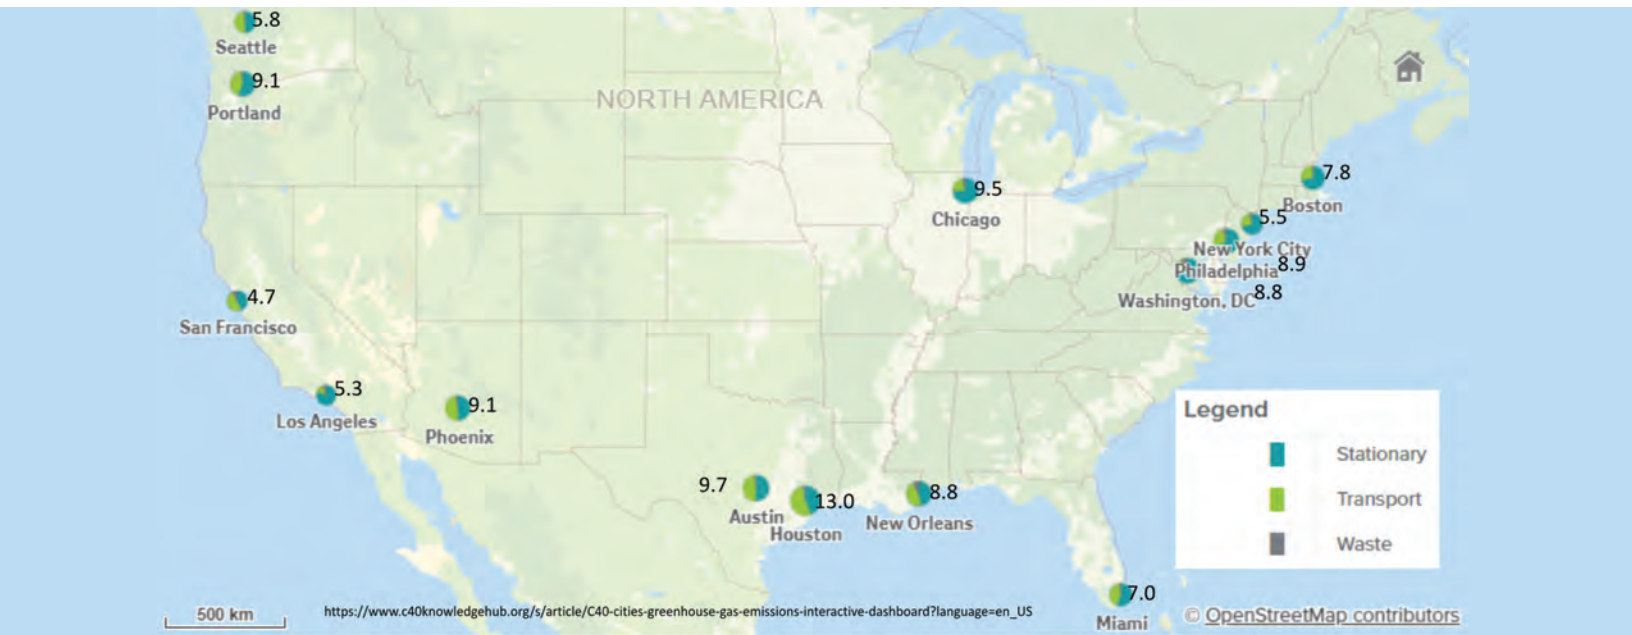 5.8
Seattle
9.1
Portland
NORTH AMERICA
9.5
Chicago
7.8
Boston
5.5
New York City
Philadelphia 8.9
Washington, DC 8.8
4.7
San Francisco
5.3
Los Angeles
9.1
Phoenix
9.7
Austin
13.0
Houston
8.8
New Orleans
7.0
Miami
Legend
Stationary
Transport
Waste
500 km
https://www.c40knowledgehub.org/s/article/C40-cities-greenhouse-gas-emissions-interactive-dashboard?language=en_US
© OpenStreetMap contributors